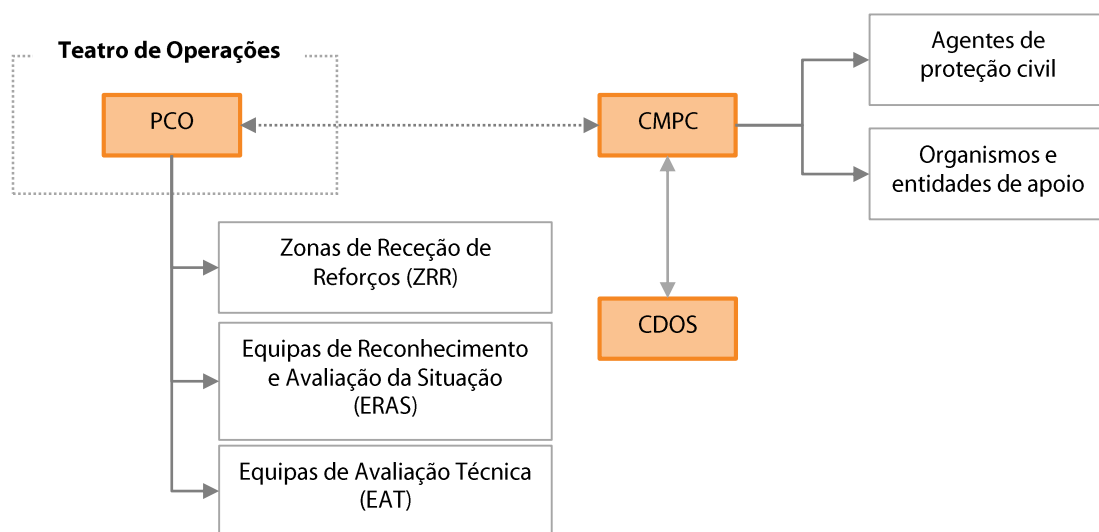 Teatro de Operações
PCO
CMPC
Agentes de
proteção civil
Organismos e
entidades de apoio
Zonas de Receção de
Reforços (ZRR)
CDOS
Equipas de Reconhecimento
e Avaliação da Situação
(ERAS)
Equipas de Avaliação Técnica
(EAT)